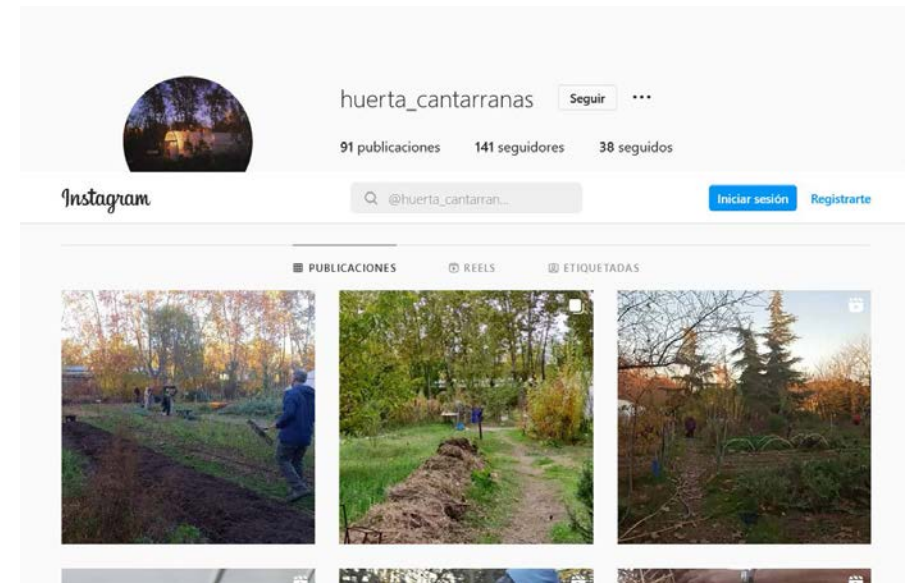 huerta_cantarranas Seguir ...
91 publicaciones 141 seguidores 38 seguidos
Instagram @huerta_cantarran... Iniciar sesión Registrarte
PUBLICACIONES REELS ETIQUETADAS